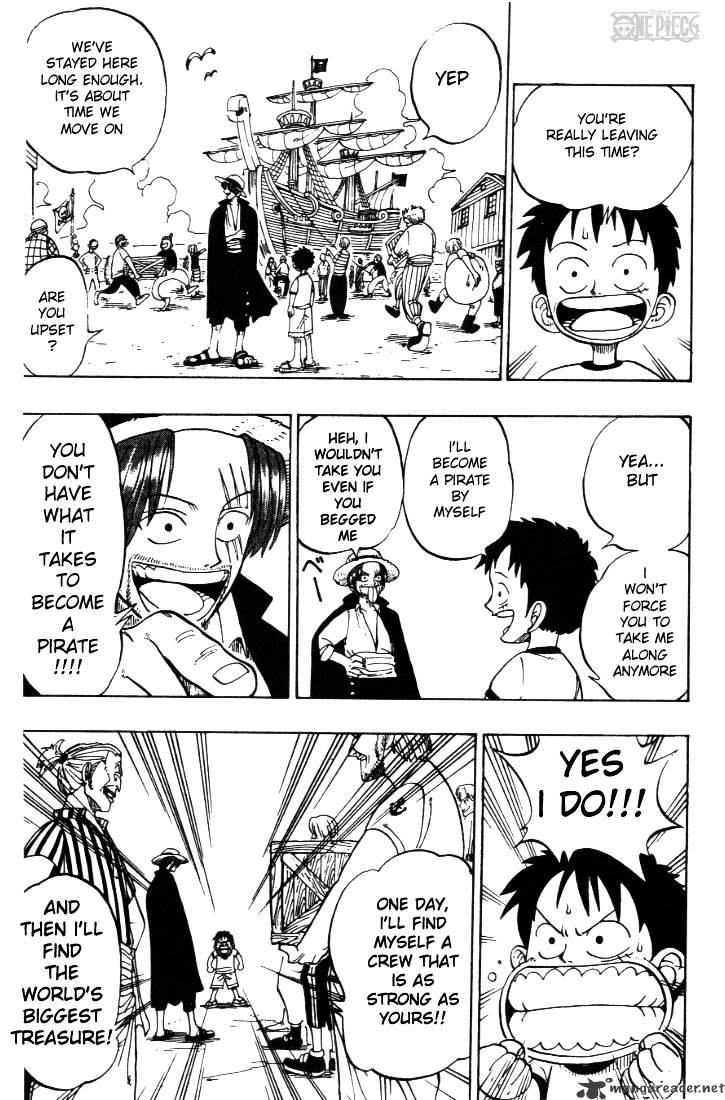 ONE PIECE
YOU'RE
REALLY LEAVING
THIS TIME?
YEP
WE'VE
STAYED HERE
LONG ENOUGH.
IT'S ABOUT
TIME WE
MOVE ON
ARE
YOU
UPSET
?
YEA...
BUT
I
WON'T
FORCE
YOU TO
TAKE ME
ALONG
ANYMORE
I'LL
BECOME
A PIRATE
BY
MYSELF
HEH, I
WOULDN'T
TAKE YOU
EVEN IF
YOU
BEGGED
ME
べーっ
YOU
DON'T
HAVE
WHAT
IT
TAKES
TO
BECOME
A
PIRATE
!!!!
YES
I DO!!!
ONE DAY,
I'LL FIND
MYSELF A
CREW THAT
IS AS
STRONG AS
YOURS!!
AND
THEN I'LL
FIND
THE
WORLD'S
BIGGEST
TREASURE!
mangareader.net